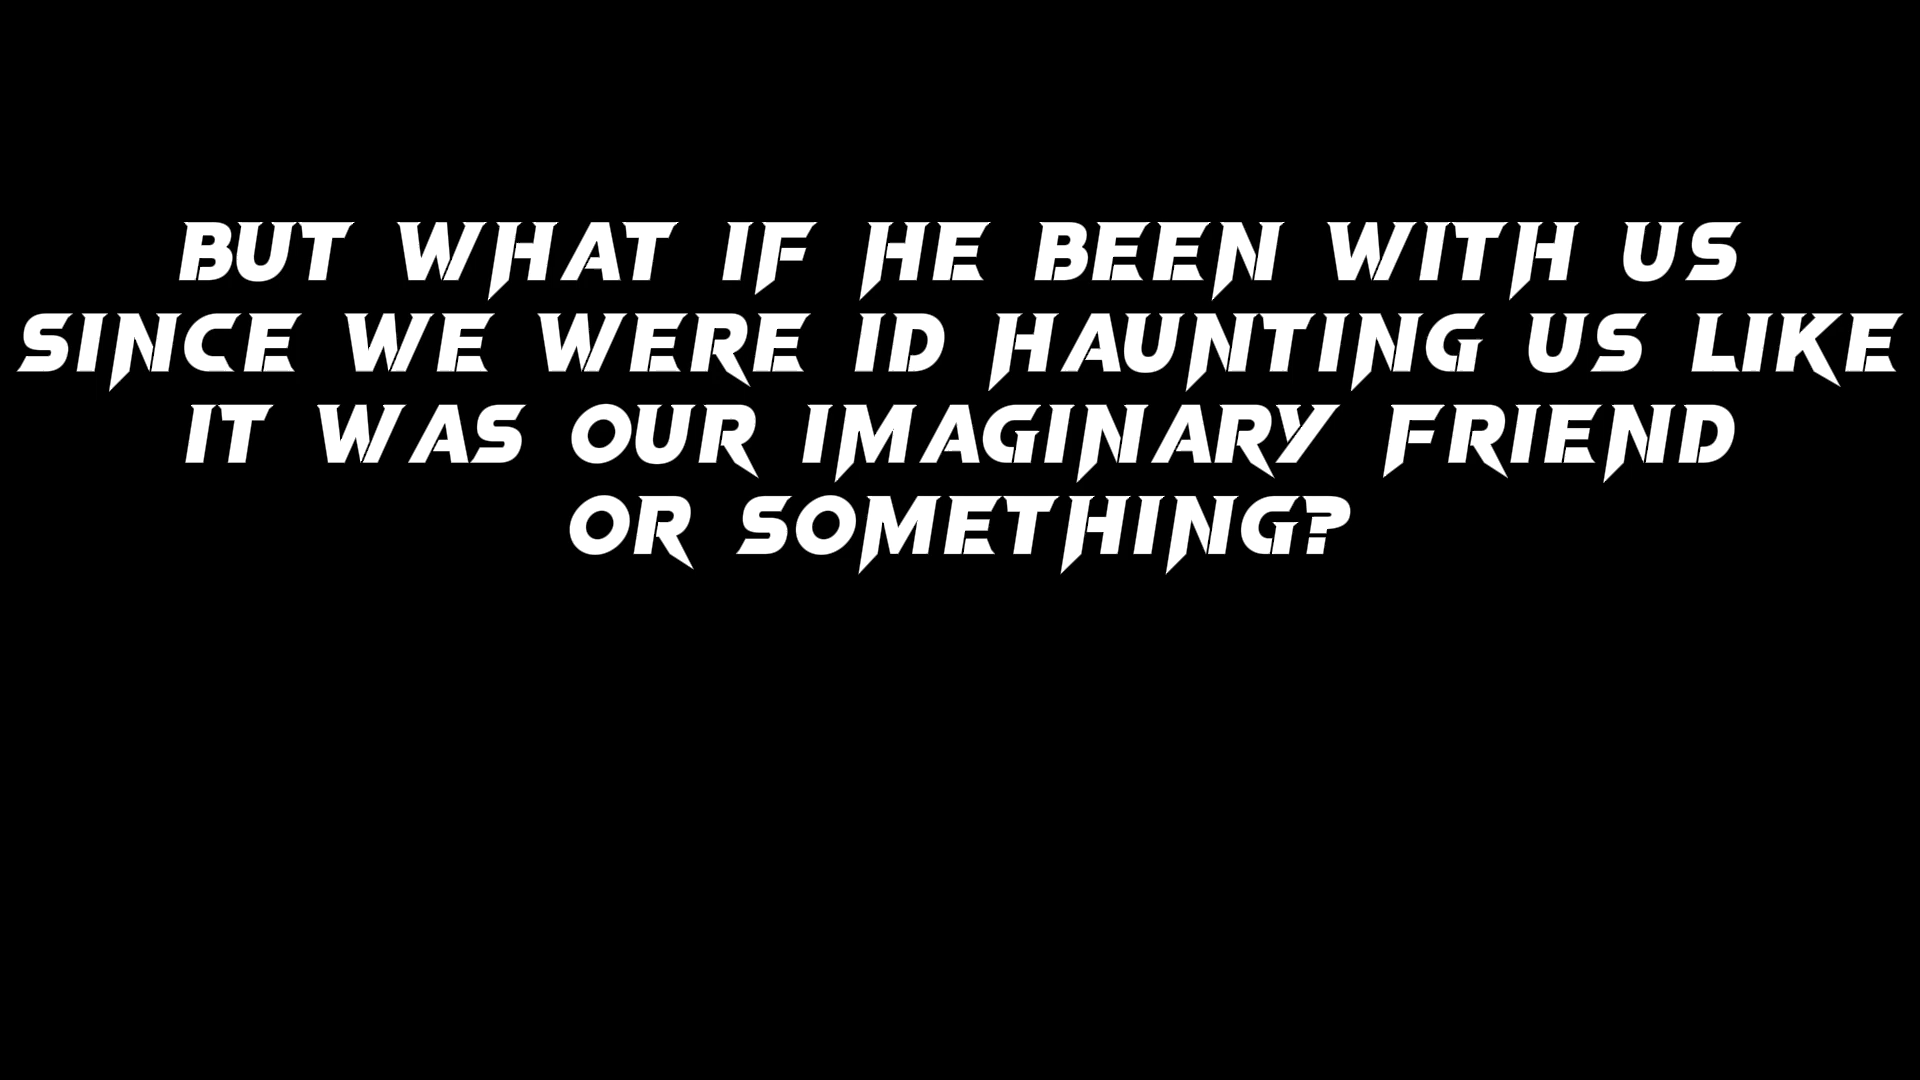 BUT WHAT IF HE BEEN WITH US
SINCE WE WERE ID HAUNTING US LIKE
IT WAS OUR IMAGINARY FRIEND
OR SOMETHING?